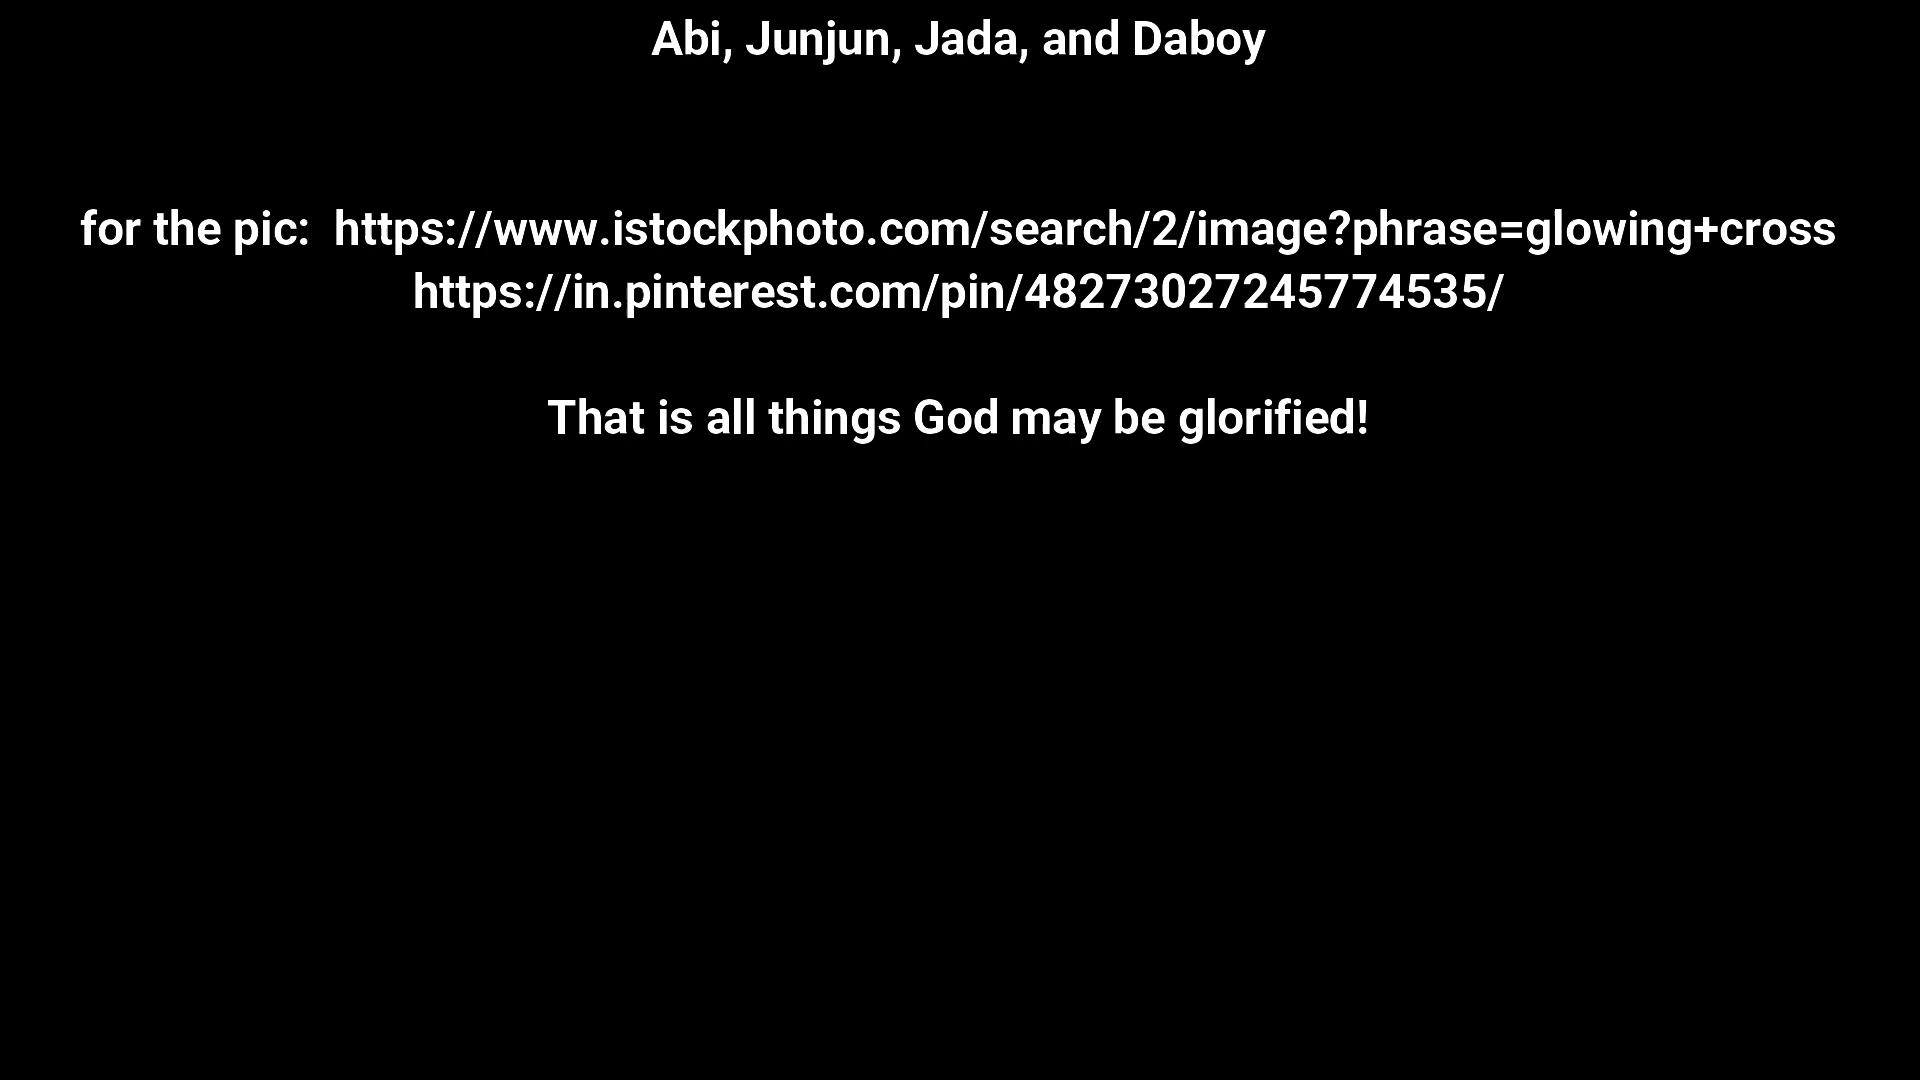 Abi, Junjun, Jada, and Daboy
for the pic:  https://www.istockphoto.com/search/2/image?phrase=glowing+cross
https://in.pinterest.com/pin/48273027245774535/
That is all things God may be glorified!